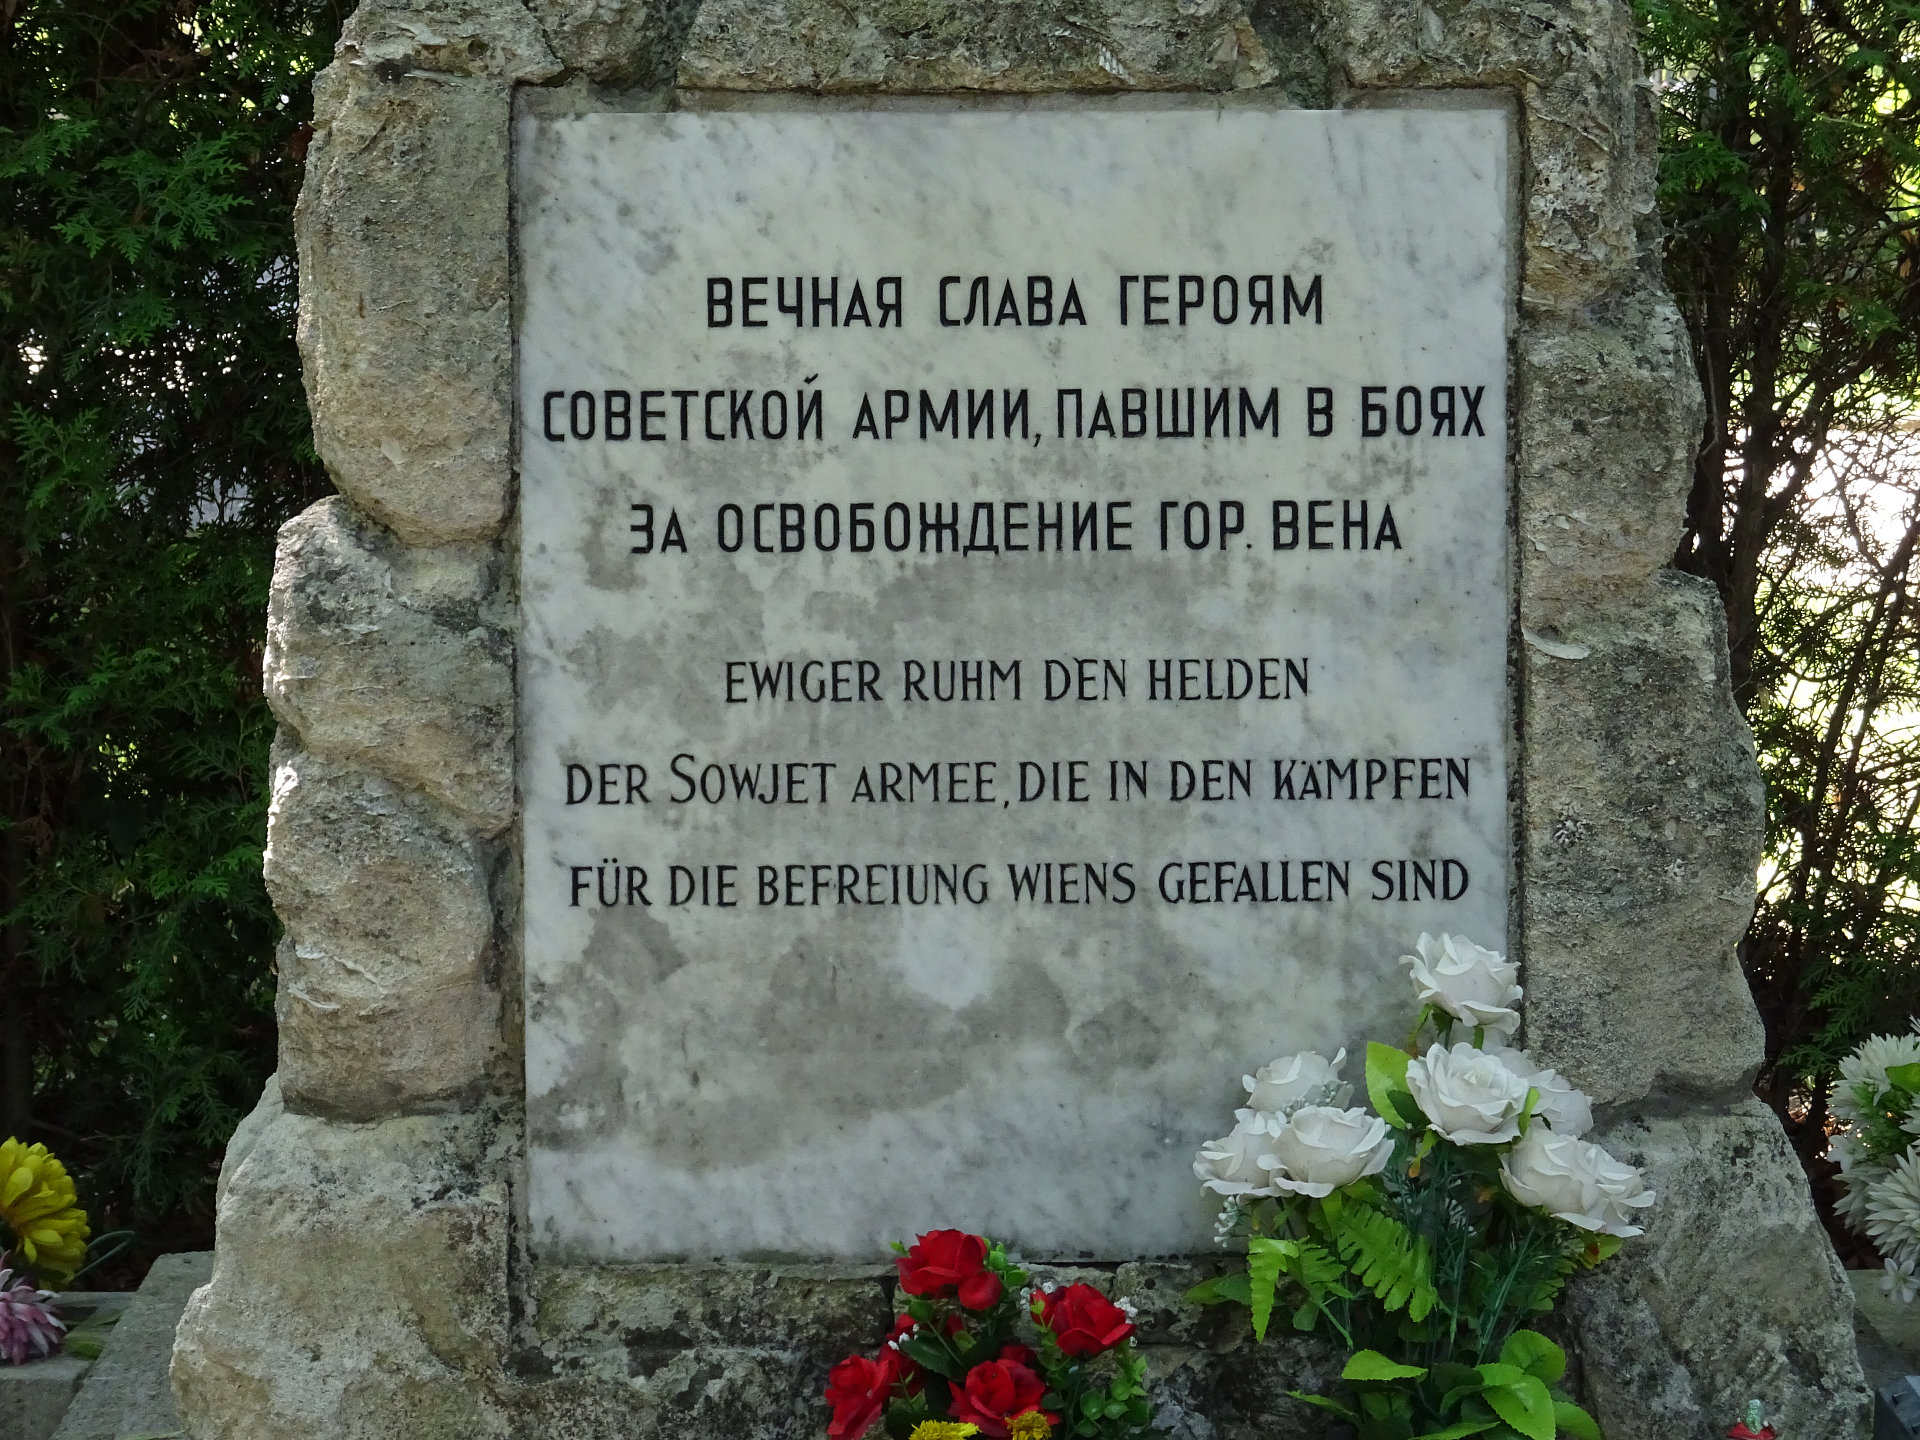 ВЕЧНАЯ СЛАВА ГЕРОЯМ
СОВЕТСКОЙ АРМИИ, ПАВШИМ В БОЯХ
ЗА ОСВОБОЖДЕНИЕ ГОР. ВЕНА
EWIGER RUHM DEN HELDEN
DER SOWJET ARMEE, DIE IN DEN KÄMPFEN
FÜR DIE BEFREIUNG WIENS GEFALLEN SIND